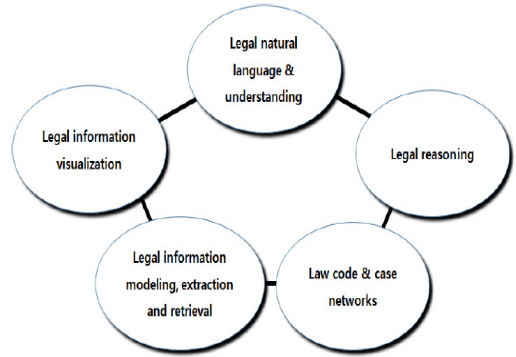 Legal natural
language &
understanding
Legal information
visualization
Legal reasoning
Legal information
modeling, extraction
and retrieval
Law code & case
networks